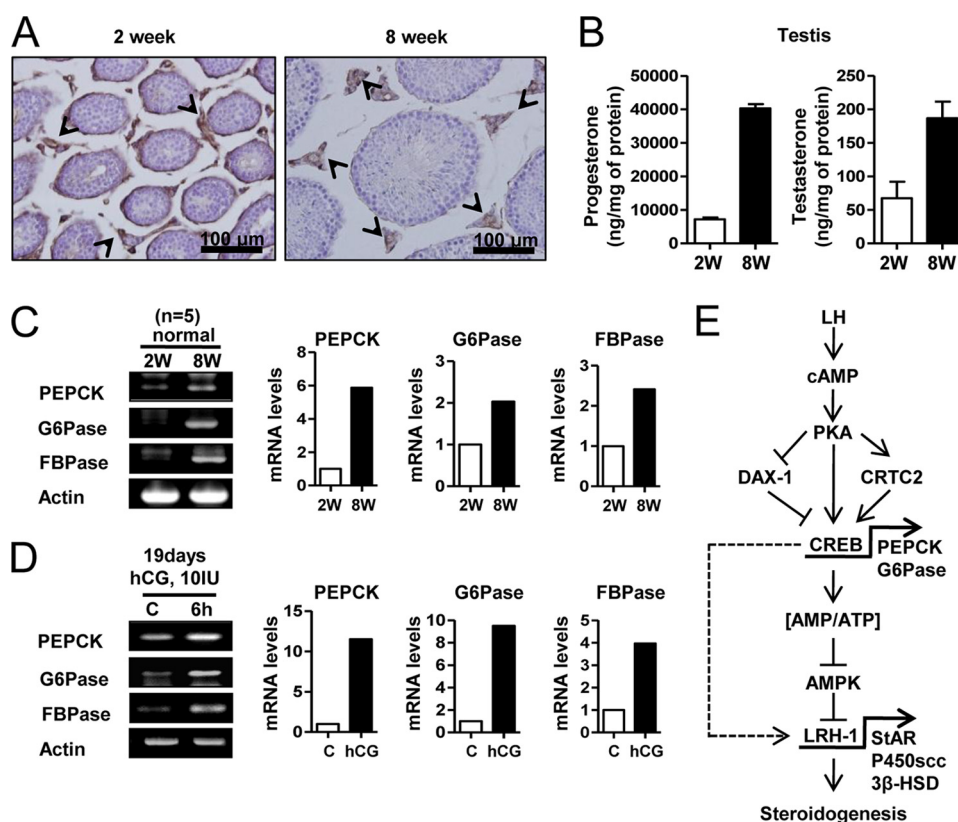 A
2 week
8 week
100 µm
100 µm
B
Testis
Progesterone
(ng/mg of protein)
50000
40000
30000
20000
10000
0
2W 8W
Testasterone
(ng/mg of protein)
250
200
150
100
50
0
2W 8W
C
(n=5)
normal
2W 8W
PEPCK
G6Pase
FBPase
Actin
PEPCK
mRNA levels
8
6
4
2
0
2W 8W
G6Pase
mRNA levels
3
2
1
0
2W 8W
FBPase
mRNA levels
3
2
1
0
2W 8W
D
19days
hCG, 10IU
C 6h
PEPCK
G6Pase
FBPase
Actin
PEPCK
mRNA levels
15
10
5
0
C hCG
G6Pase
mRNA levels
10
8
6
4
2
0
C hCG
FBPase
mRNA levels
5
4
3
2
1
0
C hCG
E
LH
cAMP
PKA
DAX-1
CRTC2
CREB
PEPCK
G6Pase
[AMP/ATP]
AMPK
LRH-1
StAR
P450scc
3β-HSD
Steroidogenesis